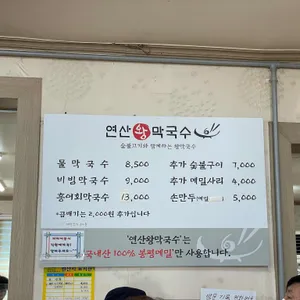 연산왕막국수
숯불고기와 함께하는 왕막국수
물막국수 8,500 추가 숯불구이 7,000
비빔막국수 9,000 추가 메밀사리 4,000
홍어회막국수 13,000 손만두(메밀) 5,000
곱빼기는 2,000원 추가입니다
'연산왕막국수'는
국내산 100% 봉평메밀'만 사용합니다.